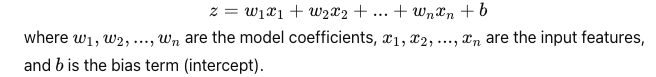 z = w₁x₁ + w₂x₂ + ... + wₙxₙ + b
where w₁, w₂, ..., wₙ are the model coefficients, x₁, x₂, ..., xₙ are the input features,
and b is the bias term (intercept).